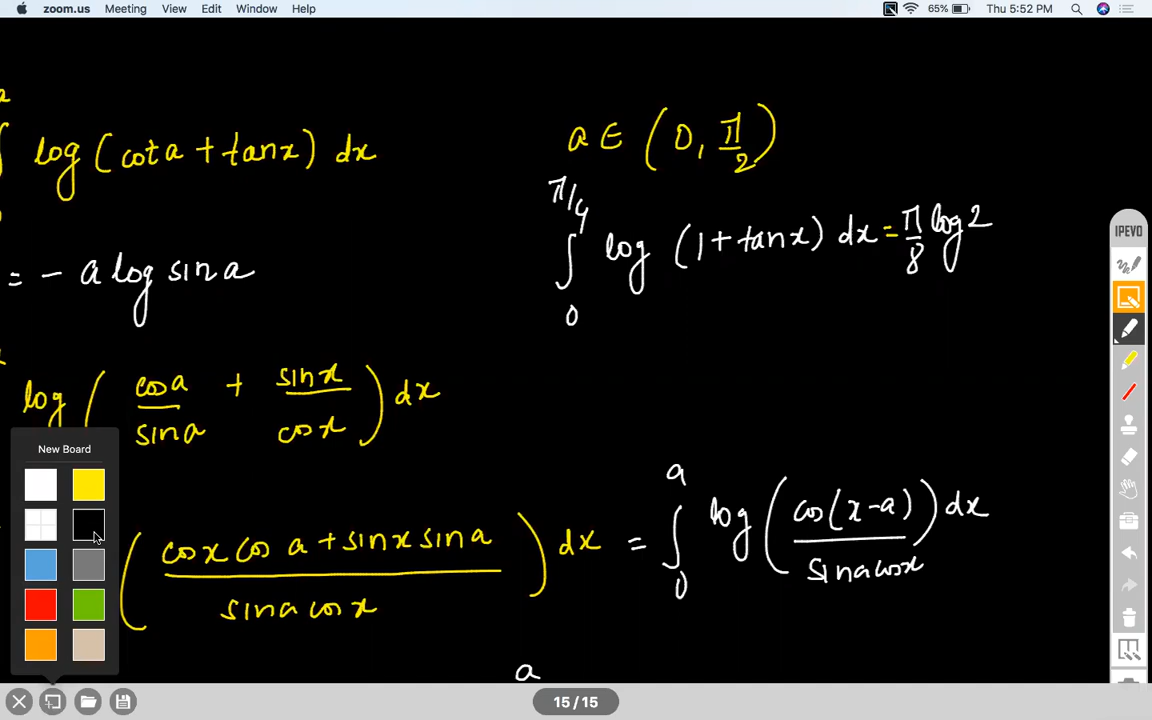 zoom.us Meeting View Edit Window Help 65% Thu 5:52 PM
a
log (cot a + tan x) dx
0
= - a log sin a
log ( cos a / sin a + sin x / cos x ) dx
( cos x cos a + sin x sin a / sin a cos x ) dx = ∫₀ᵃ log ( cos(x-a) / sin a cos x ) dx
a
a ∈ (0, π/2)
∫₀^π/4 log (1 + tan x) dx = π/8 log 2
New Board
15/15
IPEVO